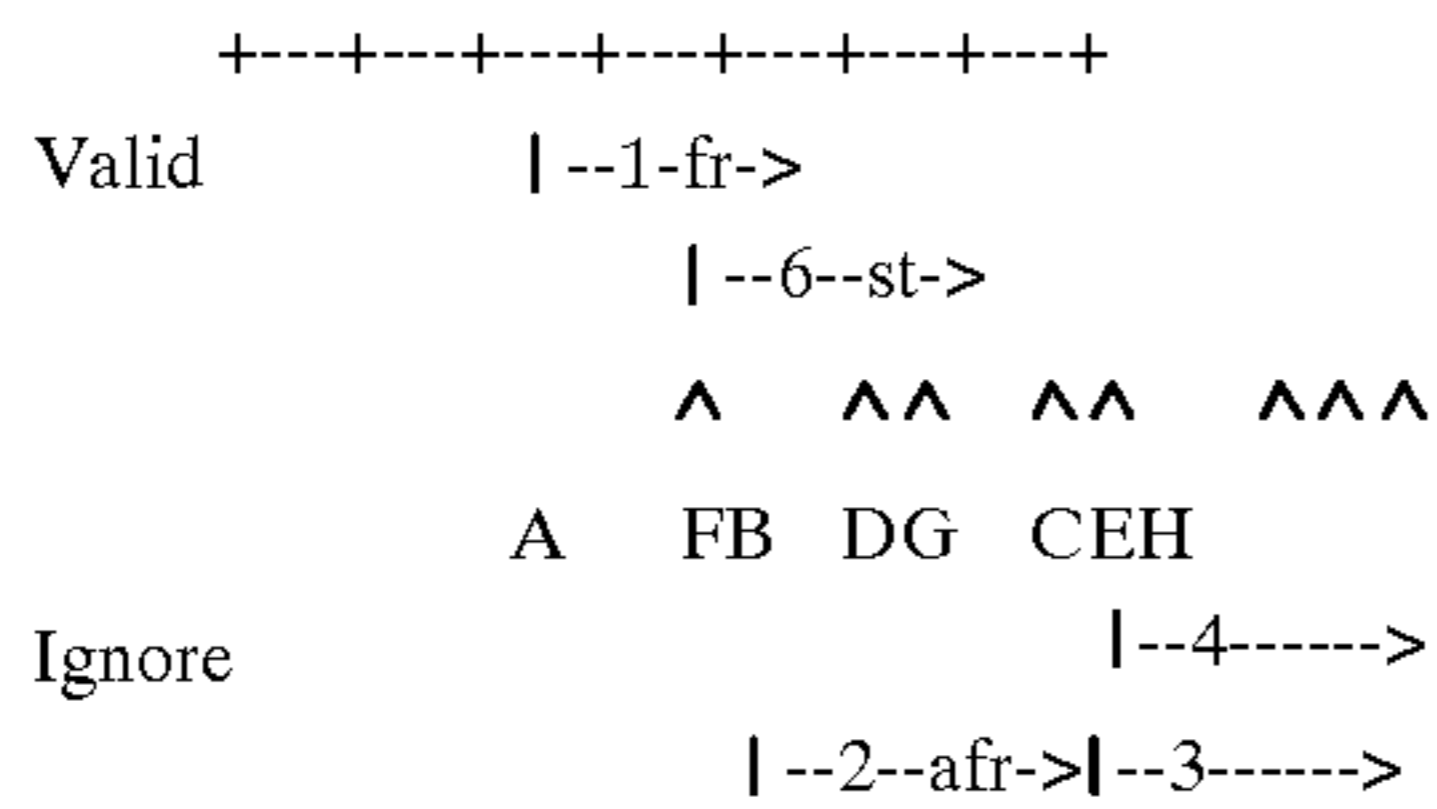 +---+---+---+---+---+---+---+
Valid | --1-fr->
| --6--st->
^ ^^ ^^ ^^^
A FB DG CEH
|--4------>
Ignore
| --2--afr->|--3------>